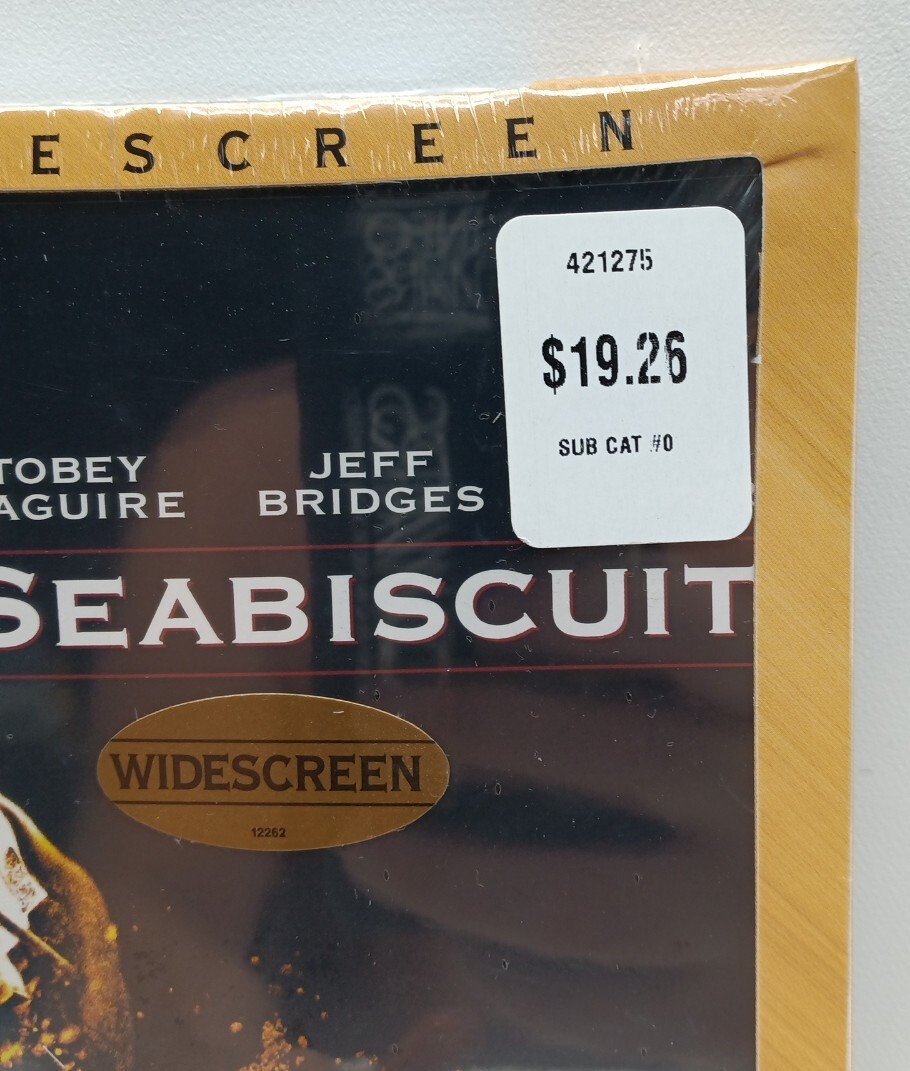 ESCREEN
421275
$19.26
SUB CAT #0
TOBEY
AGUIRE
JEFF
BRIDGES
SEABISCUIT
WIDESCREEN
12262